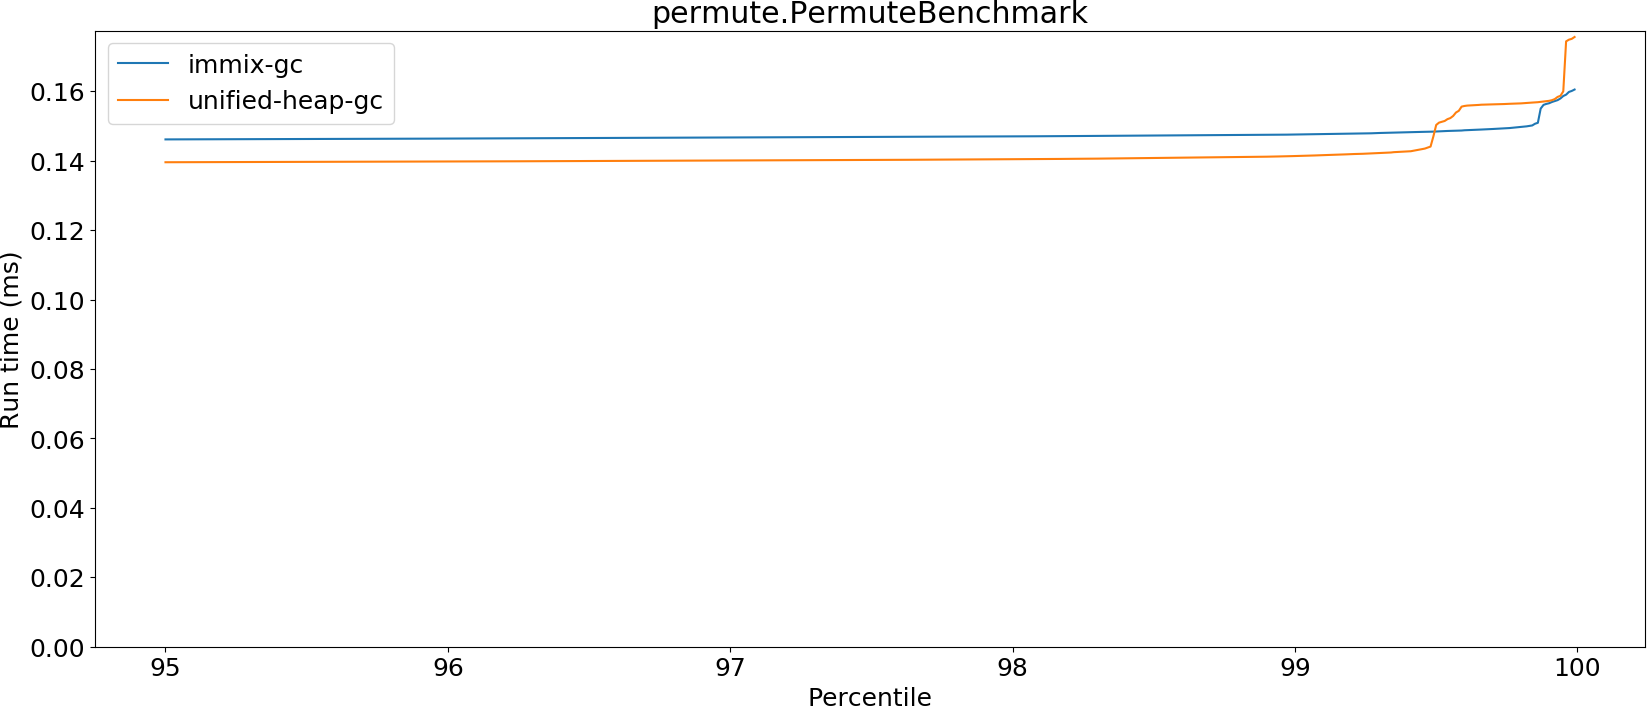 permute.PermuteBenchmark
immix-gc
unified-heap-gc
Run time (ms)
0.16
0.14
0.12
0.10
0.08
0.06
0.04
0.02
0.00
95 96 97 98 99 100
Percentile